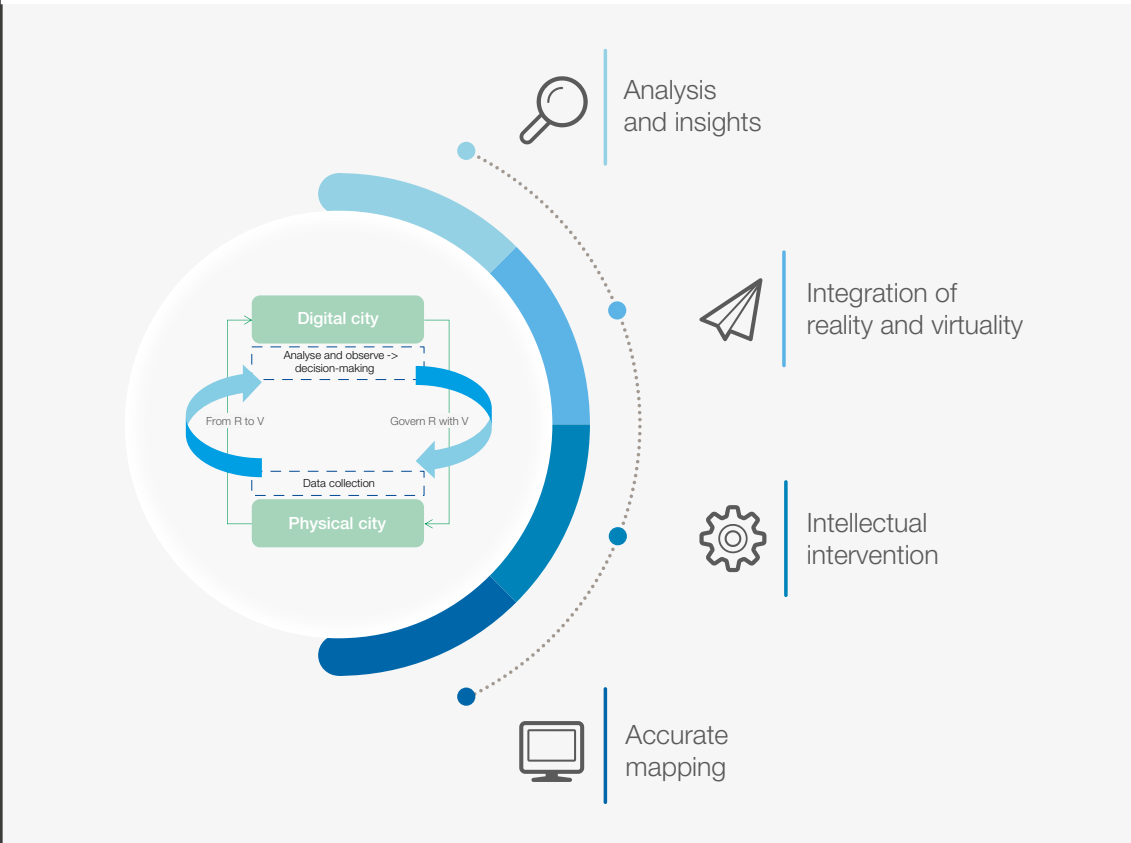 Analysis
and insights
Integration of
reality and virtuality
Digital city
Analyse and observe ->
decision-making
From R to V
Govern R with V
Data collection
Physical city
Intellectual
intervention
Accurate
mapping